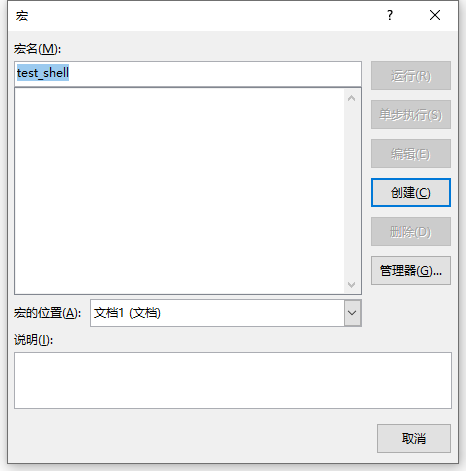 宏
宏名(M):
test_shell
运行(R)
单步执行(S)
编辑(E)
创建(C)
删除(D)
管理器(G)...
宏的位置(A): 文档1 (文档)
说明(I):
取消